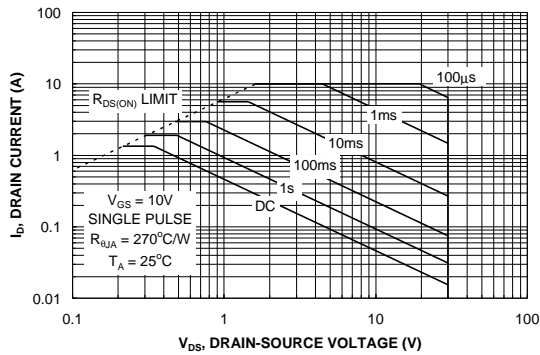 100
10
1
0.1
0.01
I_D, DRAIN CURRENT (A)
R_DS(ON) LIMIT
100µs
1ms
10ms
100ms
1s
DC
V_GS = 10V
SINGLE PULSE
R_θJA = 270°C/W
T_A = 25°C
0.1
1
10
100
V_DS, DRAIN-SOURCE VOLTAGE (V)